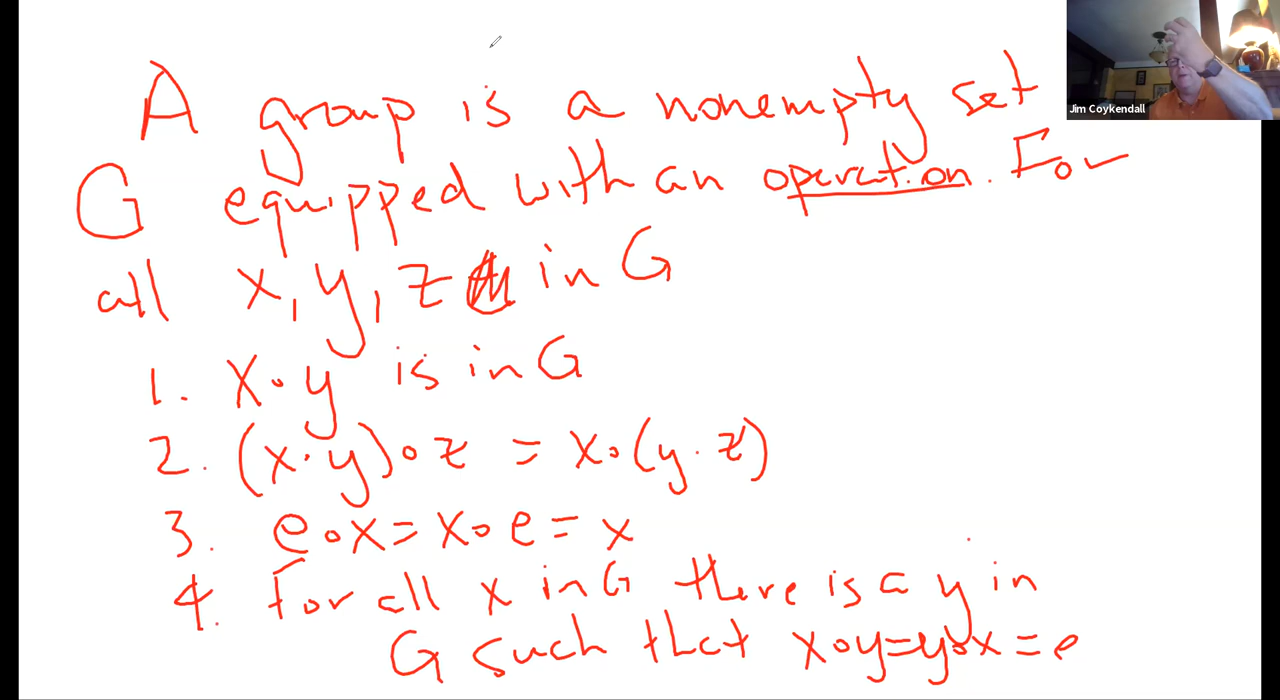 A group is a nonempty set
Jim Coykendall
G equipped with an operation. For
all x, y, z in G
1. x∘y is in G
2. (x·y)∘z = x∘(y·z)
3. e∘x = x∘e = x
4. For all x in G there is a y in
G such that x∘y=y∘x = e